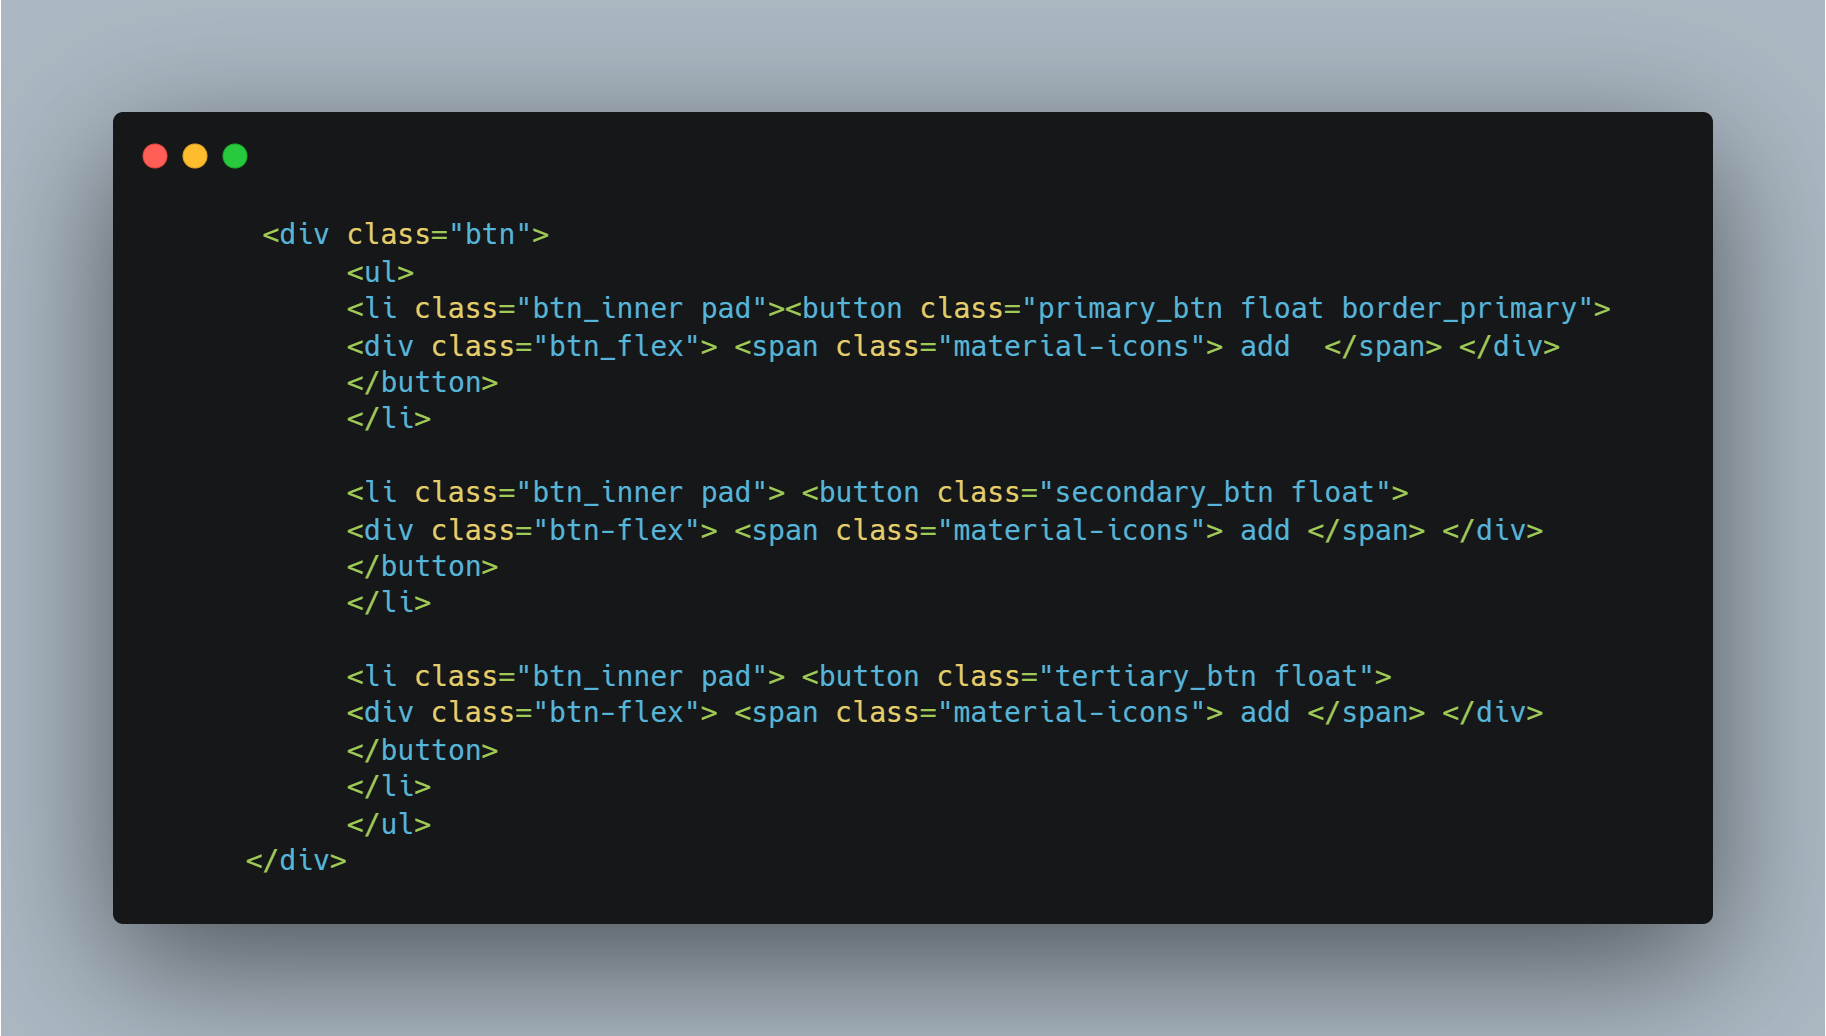 <div class="btn">
<ul>
<li class="btn_inner pad"><button class="primary_btn float border_primary">
<div class="btn_flex"> <span class="material-icons"> add  </span> </div>
</button>
</li>
<li class="btn_inner pad"> <button class="secondary_btn float">
<div class="btn-flex"> <span class="material-icons"> add </span> </div>
</button>
</li>
<li class="btn_inner pad"> <button class="tertiary_btn float">
<div class="btn-flex"> <span class="material-icons"> add </span> </div>
</button>
</li>
</ul>
</div>